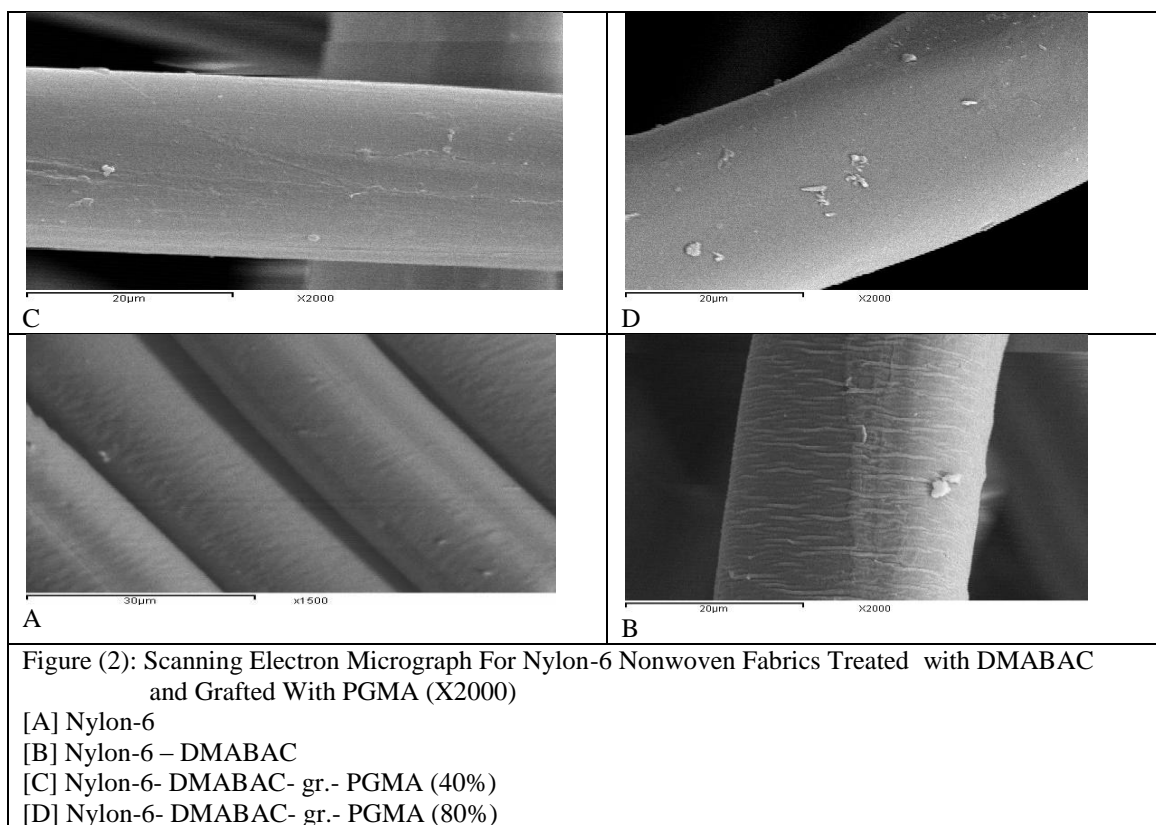 20µm X2000
C
20µm X2000
D
30µm x1500
A
20µm X2000
B
Figure (2): Scanning Electron Micrograph For Nylon-6 Nonwoven Fabrics Treated with DMABAC
and Grafted With PGMA (X2000)
[A] Nylon-6
[B] Nylon-6 – DMABAC
[C] Nylon-6- DMABAC- gr.- PGMA (40%)
[D] Nylon-6- DMABAC- gr.- PGMA (80%)